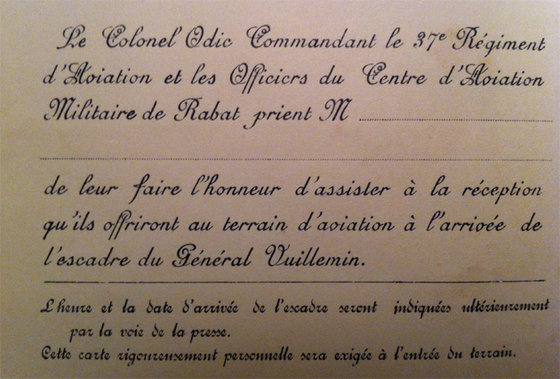 Le Colonel Odic Commandant le 37e Régiment
d'Aviation et les Officiers du Centre d'Aviation
Militaire de Rabat prient M
de leur faire l'honneur d'assister à la réception
qu'ils offriront au terrain d'aviation à l'arrivée de
l'escadre du Général Vuillemin.
L'heure et la date d'arrivée de l'escadre seront indiquées ultérieurement
par la voie de la presse.
Cette carte rigoureusement personnelle sera exigée à l'entrée du terrain.